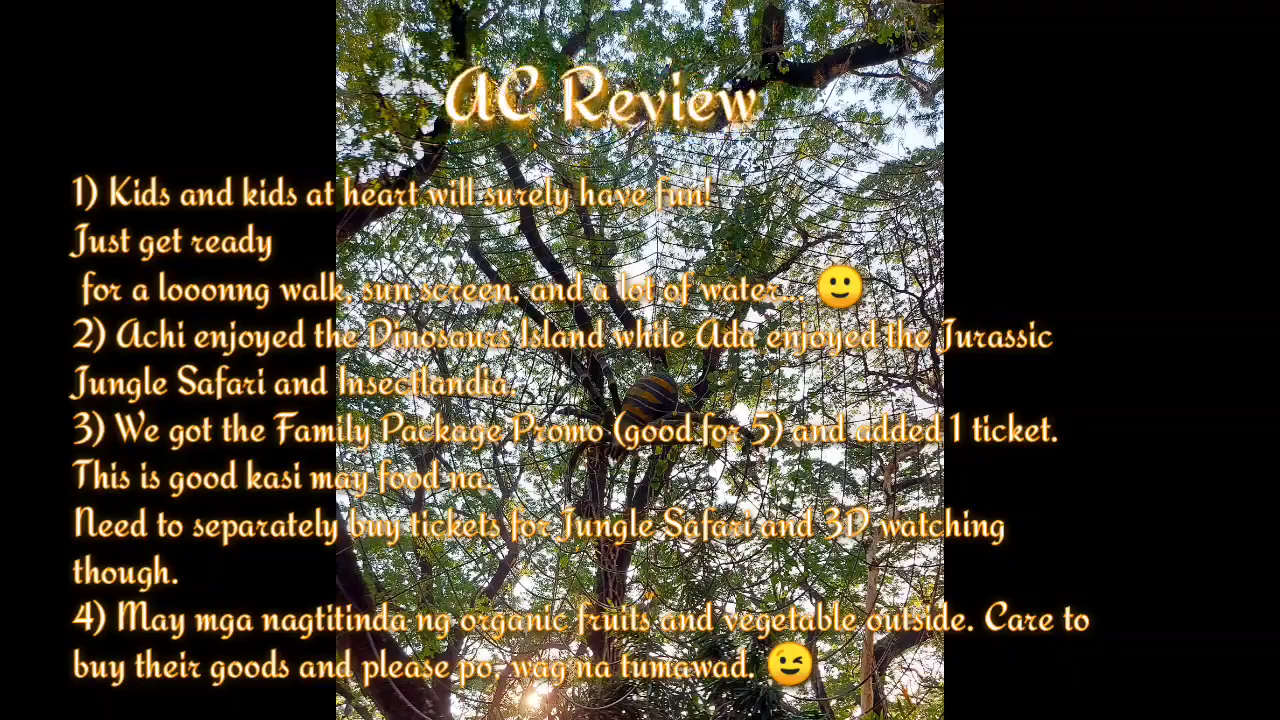 AC Review
1) Kids and kids at heart will surely have fun!
Just get ready
for a looonng walk, sun screen, and a lot of water... 🙂
2) Achi enjoyed the Dinosaurs Island while Ada enjoyed the Jurassic
Jungle Safari and Insectlandia.
3) We got the Family Package Promo (good for 5) and added 1 ticket.
This is good kasi may food na.
Need to separately buy tickets for Jungle Safari and 3D watching
though.
4) May mga nagtitinda ng organic fruits and vegetable outside. Care to
buy their goods and please po, wag na tumawad. 😉